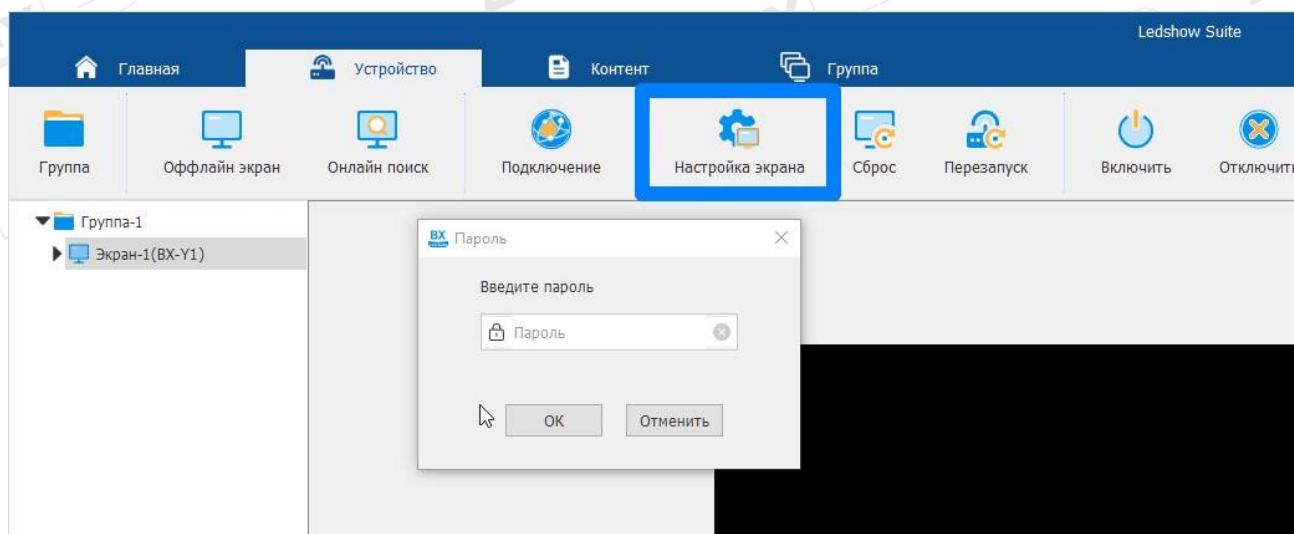 Ledshow Suite
Главная Устройство Контент Группа
Группа Оффлайн экран Онлайн поиск Подключение Настройка экрана Сброс Перезапуск Включить Отключить
Группа-1
Экран-1(BX-Y1)
BX Пароль
Введите пароль
Пароль
OK Отменить